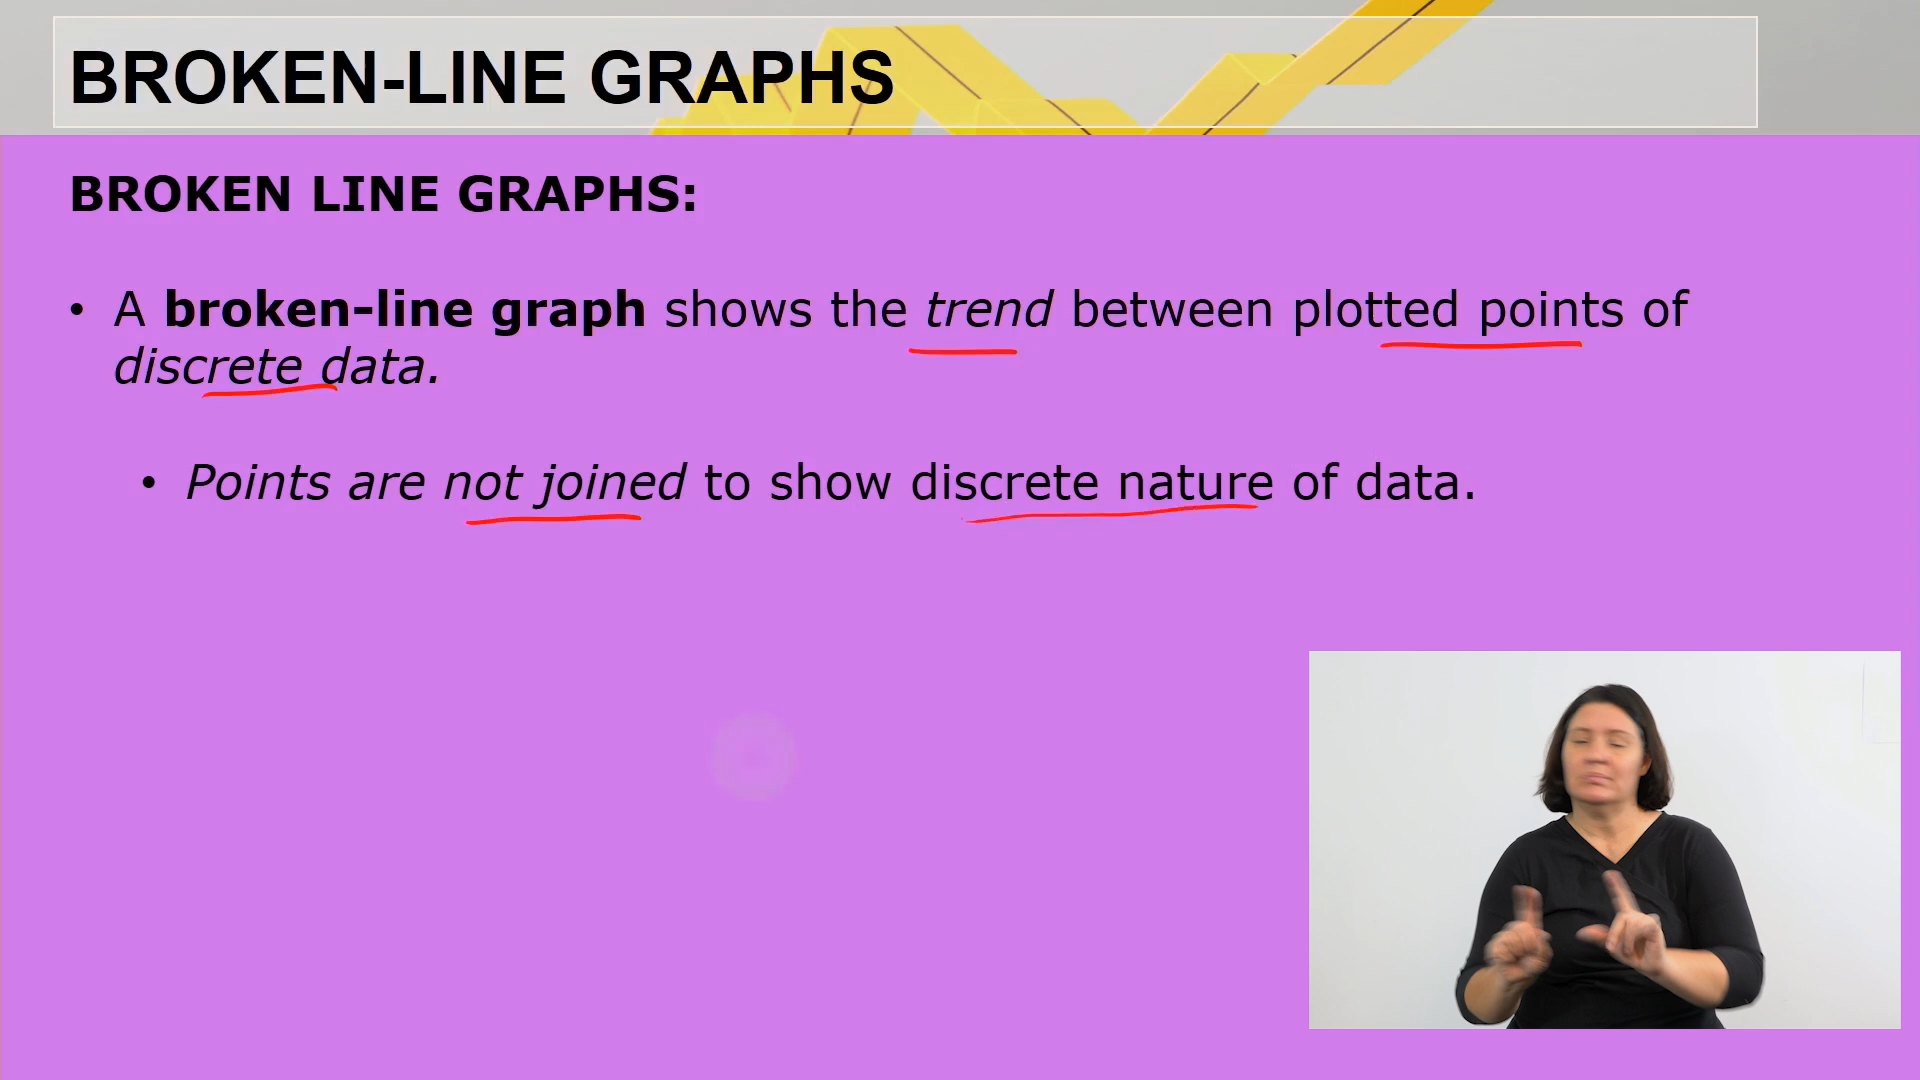 BROKEN-LINE GRAPHS
BROKEN LINE GRAPHS:
• A broken-line graph shows the trend between plotted points of
discrete data.
• Points are not joined to show discrete nature of data.